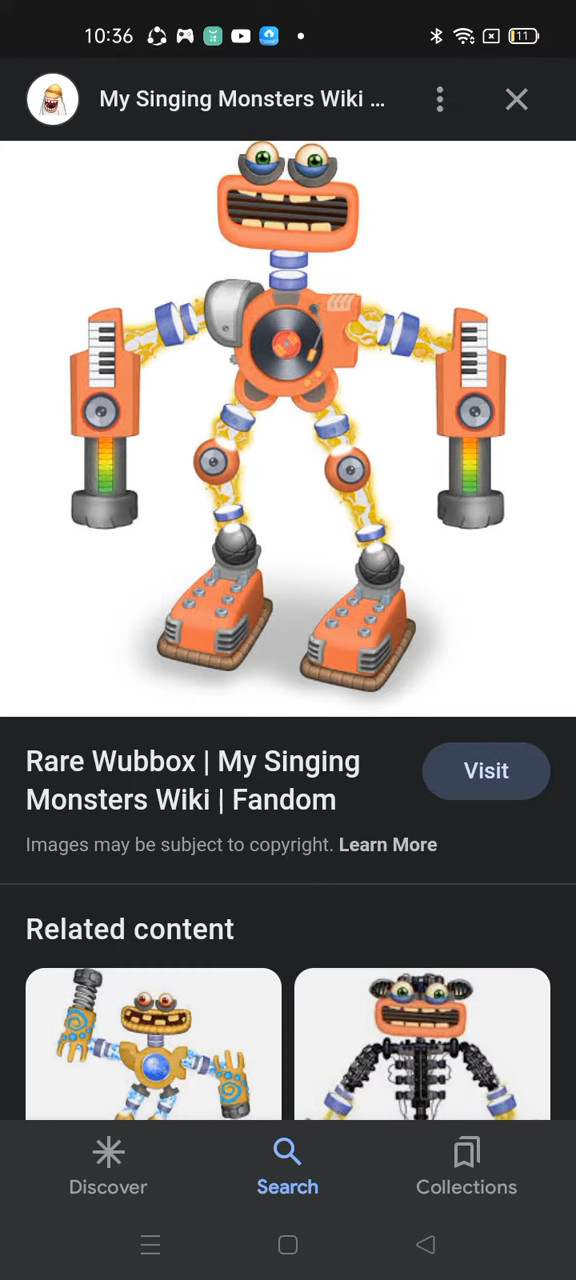 10:36
11
My Singing Monsters Wiki ...
Rare Wubbox | My Singing
Monsters Wiki | Fandom
Visit
Images may be subject to copyright. Learn More
Related content
Discover
Search
Collections